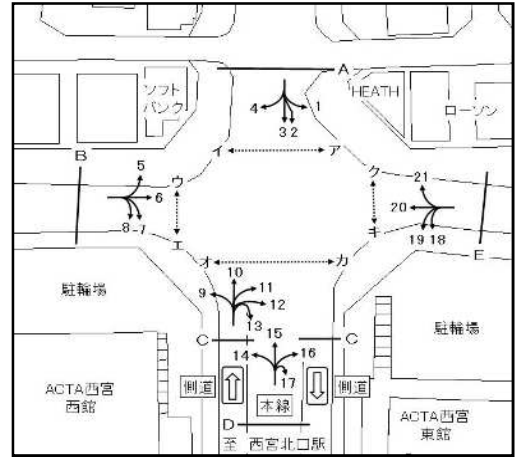 A
ソフト
バンク
HEATH
ローソン
4
3
2
1
イ
ア
B
5
6
8
7
ウ
エ
ク
キ
21
20
19
18
E
オ
カ
10
9
11
12
13
駐輪場
駐輪場
C
C
15
14
16
17
側道
本線
側道
ACTA西宮
西館
ACTA西宮
東館
D
至 西宮北口駅